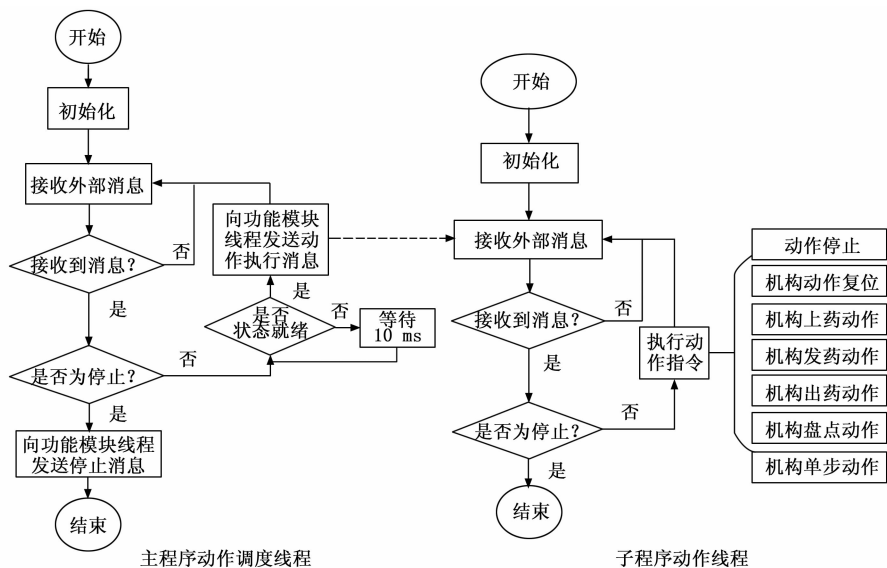 开始
初始化
接收外部消息
接收到消息?
否
是
是否为停止?
否
是
向功能模块线程
发送停止消息
结束
向功能模块
线程发送动
作执行消息
是
是否
状态就绪
否
等待
10 ms
主程序动作调度线程
开始
初始化
接收外部消息
接收到消息?
否
是
是否为停止?
否
是
结束
执行动
作指令
动作停止
机构动作复位
机构上药动作
机构发药动作
机构出药动作
机构盘点动作
机构单步动作
子程序动作线程